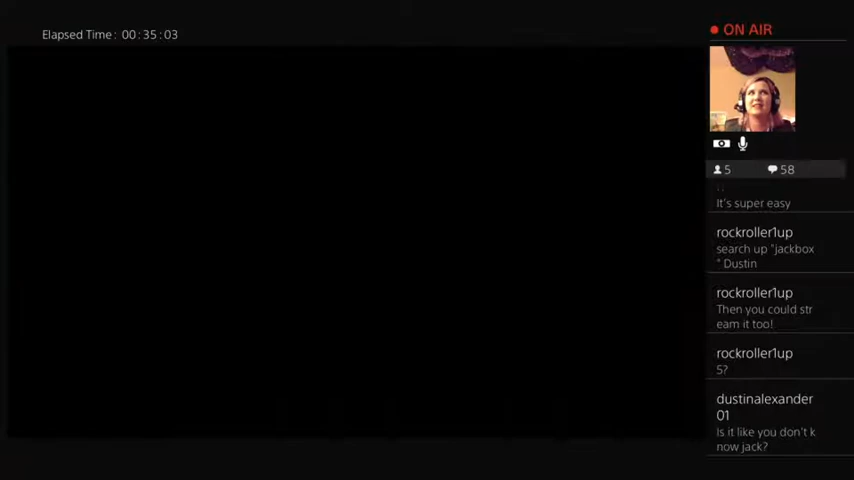 Elapsed Time: 00:35:03
ON AIR
5 58
It's super easy
rockroller1up
search up "jackbox
" Dustin
rockroller1up
Then you could str
eam it too!
rockroller1up
5?
dustinalexander
01
Is it like you don't k
now jack?